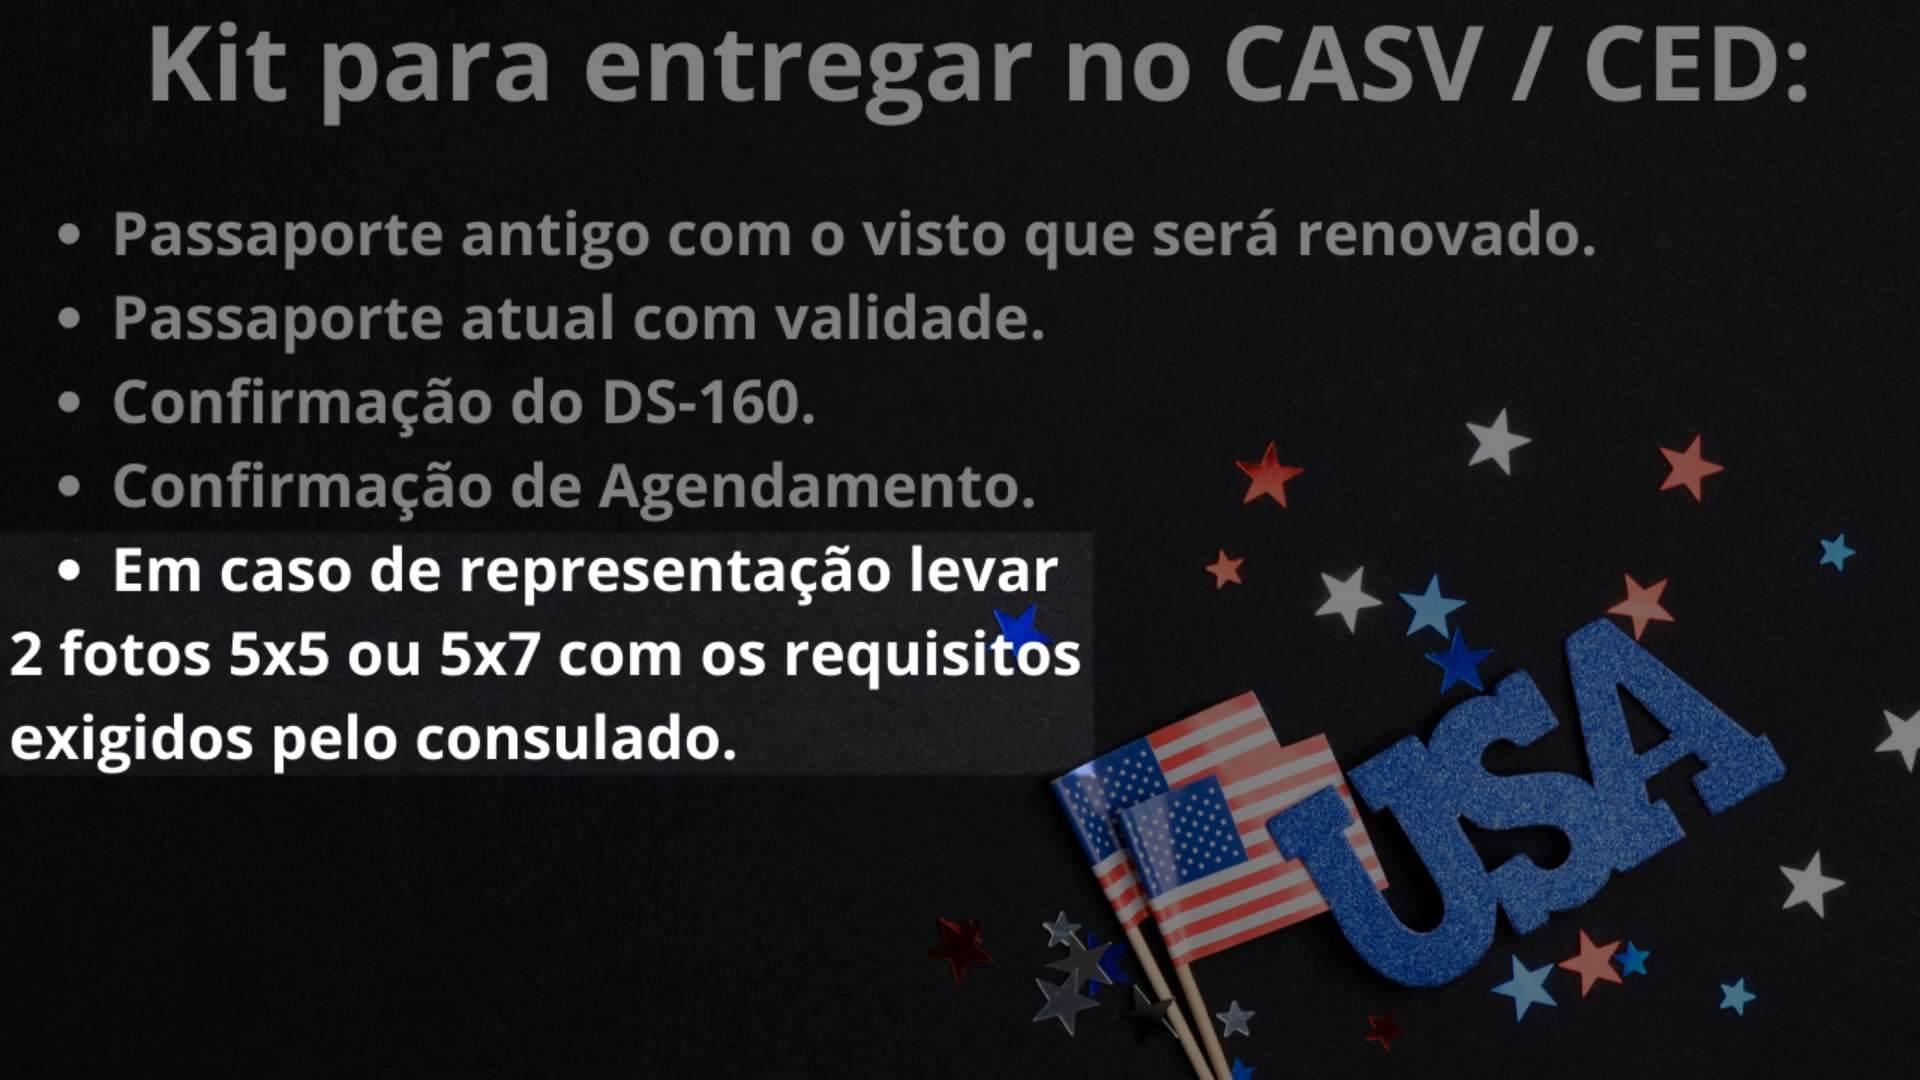 Kit para entregar no CASV / CED:
• Passaporte antigo com o visto que será renovado.
• Passaporte atual com validade.
• Confirmação do DS-160.
• Confirmação de Agendamento.
• Em caso de representação levar
2 fotos 5x5 ou 5x7 com os requisitos
exigidos pelo consulado.
USA